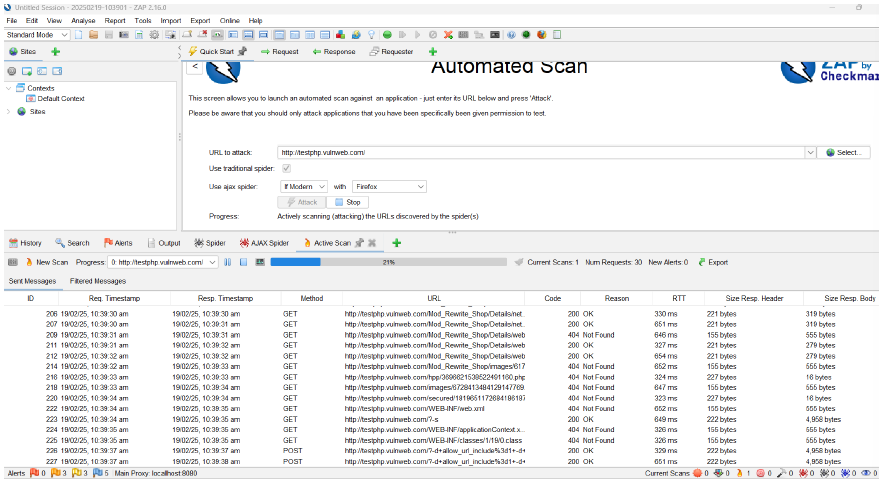 Untitled Session - 20250219-103901 - ZAP 2.16.0
File Edit View Analyse Report Tools Import Export Online Help
Standard Mode
Sites
Quick Start Request Response Requester
< Automated Scan ZAP by
Checkmar
Contexts
Default Context
Sites
This screen allows you to launch an automated scan against an application - just enter its URL below and press 'Attack'.
Please be aware that you should only attack applications that you have been specifically been given permission to test.
URL to attack: http://testphp.vulnweb.com/ Select...
Use traditional spider:
Use ajax spider: If Modern with Firefox
Attack Stop
Progress: Actively scanning (attacking) the URLs discovered by the spider(s)
History Search Alerts Output Spider AJAX Spider Active Scan
New Scan Progress: 0: http://testphp.vulnweb.com/ 21% Current Scans: 1 Num Requests: 30 New Alerts: 0 Export
Sent Messages Filtered Messages
ID Req. Timestamp Resp. Timestamp Method URL Code Reason RTT Size Resp. Header Size Resp. Body
206 19/02/25, 10:39:30 am 19/02/25, 10:39:30 am GET http://testphp.vulnweb.com/Mod_Rewrite_Shop/Details/net... 200 OK 330 ms 221 bytes 319 bytes
207 19/02/25, 10:39:30 am 19/02/25, 10:39:31 am GET http://testphp.vulnweb.com/Mod_Rewrite_Shop/Details/net... 200 OK 651 ms 221 bytes 319 bytes
209 19/02/25, 10:39:31 am 19/02/25, 10:39:31 am GET http://testphp.vulnweb.com/Mod_Rewrite_Shop/Details/web 404 Not Found 646 ms 155 bytes 555 bytes
211 19/02/25, 10:39:31 am 19/02/25, 10:39:31 am GET http://testphp.vulnweb.com/Mod_Rewrite_Shop/Details/web 200 OK 327 ms 221 bytes 279 bytes
212 19/02/25, 10:39:31 am 19/02/25, 10:39:32 am GET http://testphp.vulnweb.com/Mod_Rewrite_Shop/Details/web 200 OK 654 ms 221 bytes 279 bytes
214 19/02/25, 10:39:32 am 19/02/25, 10:39:33 am GET http://testphp.vulnweb.com/Mod_Rewrite_Shop/images/617 404 Not Found 652 ms 155 bytes 555 bytes
216 19/02/25, 10:39:33 am 19/02/25, 10:39:33 am GET http://testphp.vulnweb.com/hpp/3696621539522491160.php 404 Not Found 324 ms 227 bytes 16 bytes
218 19/02/25, 10:39:33 am 19/02/25, 10:39:34 am GET http://testphp.vulnweb.com/images/6728413484129147769. 404 Not Found 647 ms 155 bytes 555 bytes
220 19/02/25, 10:39:34 am 19/02/25, 10:39:34 am GET http://testphp.vulnweb.com/secured/1819651172684186187 404 Not Found 323 ms 227 bytes 16 bytes
222 19/02/25, 10:39:34 am 19/02/25, 10:39:35 am GET http://testphp.vulnweb.com/WEB-INF/web.xml 404 Not Found 652 ms 155 bytes 555 bytes
223 19/02/25, 10:39:34 am 19/02/25, 10:39:35 am GET http://testphp.vulnweb.com/?-s 200 OK 649 ms 222 bytes 4,958 bytes
224 19/02/25, 10:39:35 am 19/02/25, 10:39:35 am GET http://testphp.vulnweb.com/WEB-INF/applicationContext.x... 404 Not Found 326 ms 155 bytes 555 bytes
225 19/02/25, 10:39:35 am 19/02/25, 10:39:35 am GET http://testphp.vulnweb.com/WEB-INF/classes/1/19/0.class 404 Not Found 326 ms 155 bytes 555 bytes
226 19/02/25, 10:39:37 am 19/02/25, 10:39:37 am POST http://testphp.vulnweb.com/?-d+allow_url_include%3d1+-d+ 200 OK 329 ms 222 bytes 4,958 bytes
227 19/02/25, 10:39:37 am 19/02/25, 10:39:38 am POST http://testphp.vulnweb.com/?-d+allow_url_include%3d1+-d+ 200 OK 651 ms 222 bytes 4,958 bytes
Alerts 0 3 3 5 Main Proxy: localhost:8080 Current Scans 0 0 1 0 0 0 0 0 0